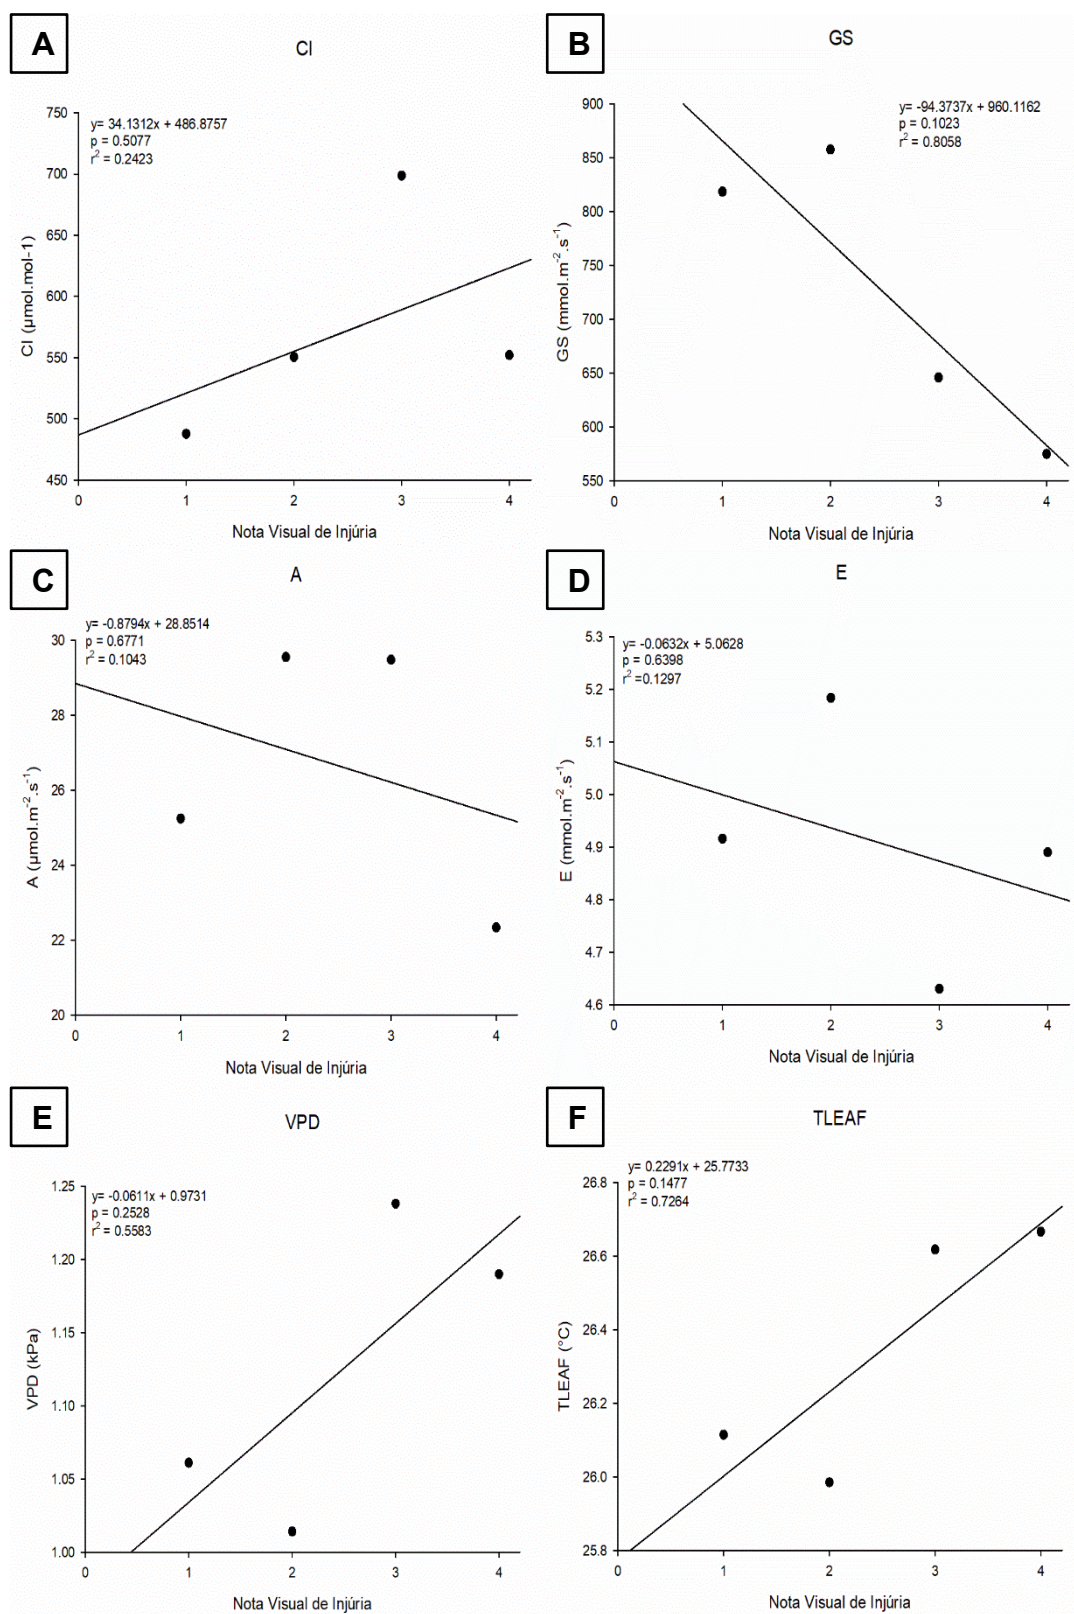 A
CI
y= 34.1312x + 486.8757
p = 0.5077
r² = 0.2423
CI (µmol.mol-1)
750
700
650
600
550
500
450
0 1 2 3 4
Nota Visual de Injúria
B
GS
y= -94.3737x + 960.1162
p = 0.1023
r² = 0.8058
GS (mmol.m⁻².s⁻¹)
900
850
800
750
700
650
600
550
0 1 2 3 4
Nota Visual de Injúria
C
A
y= -0.8794x + 28.8514
p = 0.6771
r² = 0.1043
A (µmol.m⁻².s⁻¹)
30
28
26
24
22
20
0 1 2 3 4
Nota Visual de Injúria
D
E
y= -0.0632x + 5.0628
p = 0.6398
r² =0.1297
E (mmol.m⁻².s⁻¹)
5.3
5.2
5.1
5.0
4.9
4.8
4.7
4.6
0 1 2 3 4
Nota Visual de Injúria
E
VPD
y= -0.0611x + 0.9731
p = 0.2528
r² = 0.5583
VPD (kPa)
1.25
1.20
1.15
1.10
1.05
1.00
0 1 2 3 4
Nota Visual de Injúria
F
TLEAF
y= 0.2291x + 25.7733
p = 0.1477
r² = 0.7264
TLEAF (°C)
26.8
26.6
26.4
26.2
26.0
25.8
0 1 2 3 4
Nota Visual de Injúria